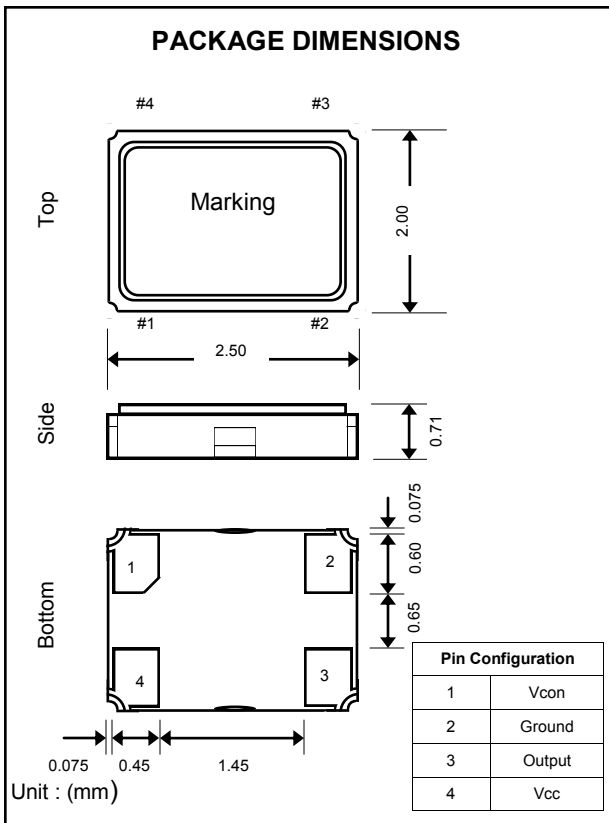 PACKAGE DIMENSIONS
#4 #3
Top
Marking
2.00
#1 #2
2.50
Side
0.71
Bottom
0.075
1 2
0.60
0.65
4 3
0.075 0.45 1.45
Unit : (mm)
Pin Configuration
1 Vcon
2 Ground
3 Output
4 Vcc